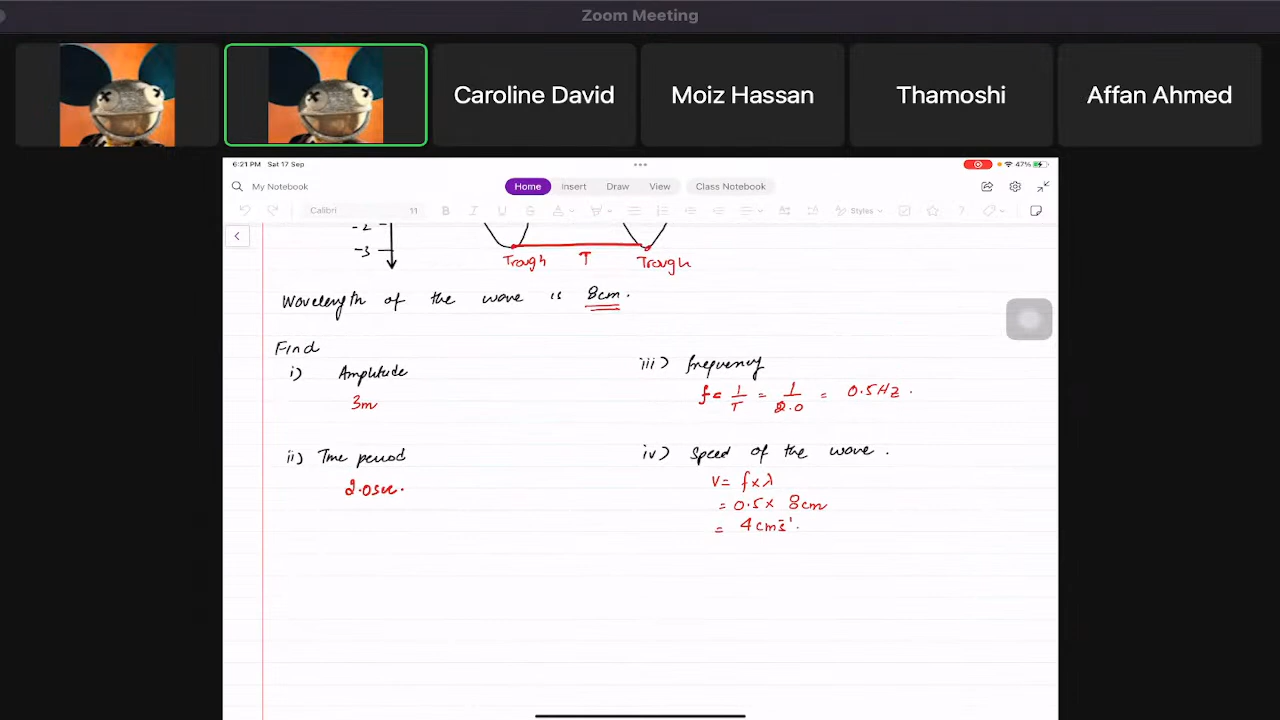 Zoom Meeting
Caroline David
Moiz Hassan
Thamoshi
Affan Ahmed
6:21 PM Sat 17 Sep
47%
My Notebook
Home Insert Draw View Class Notebook
Calibri 11
Styles
-2
-3
Trough T Trough
Wavelength of the wave is 8cm.
Find
i) Amplitude
3m
ii) Time period
2.0sec.
iii) frequency
f = 1/T = 1/2.0 = 0.5Hz.
iv) Speed of the wave.
V = f×λ
= 0.5 × 8cm
= 4cms⁻¹.